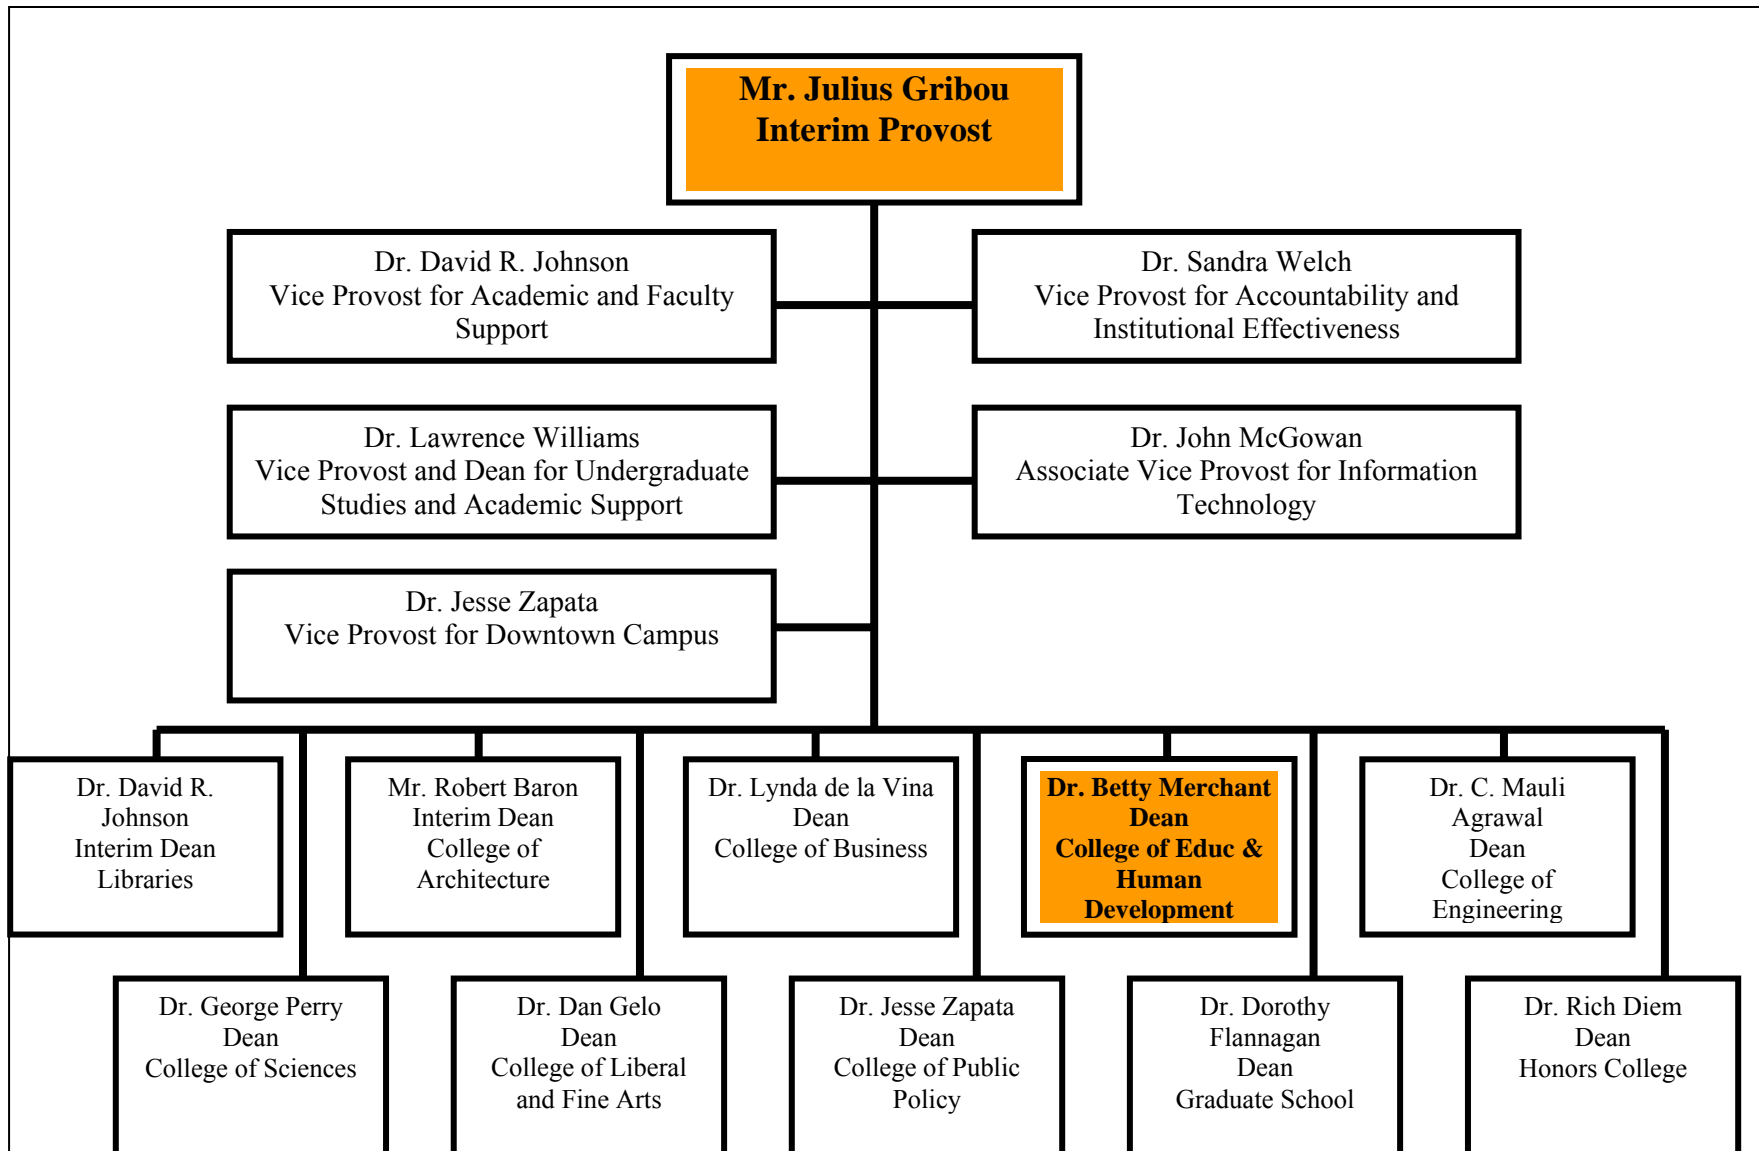 Mr. Julius Gribou
Interim Provost
Dr. David R. Johnson
Vice Provost for Academic and Faculty
Support
Dr. Sandra Welch
Vice Provost for Accountability and
Institutional Effectiveness
Dr. Lawrence Williams
Vice Provost and Dean for Undergraduate
Studies and Academic Support
Dr. John McGowan
Associate Vice Provost for Information
Technology
Dr. Jesse Zapata
Vice Provost for Downtown Campus
Dr. David R.
Johnson
Interim Dean
Libraries
Mr. Robert Baron
Interim Dean
College of
Architecture
Dr. Lynda de la Vina
Dean
College of Business
Dr. Betty Merchant
Dean
College of Educ &
Human
Development
Dr. C. Mauli
Agrawal
Dean
College of
Engineering
Dr. George Perry
Dean
College of Sciences
Dr. Dan Gelo
Dean
College of Liberal
and Fine Arts
Dr. Jesse Zapata
Dean
College of Public
Policy
Dr. Dorothy
Flannagan
Dean
Graduate School
Dr. Rich Diem
Dean
Honors College